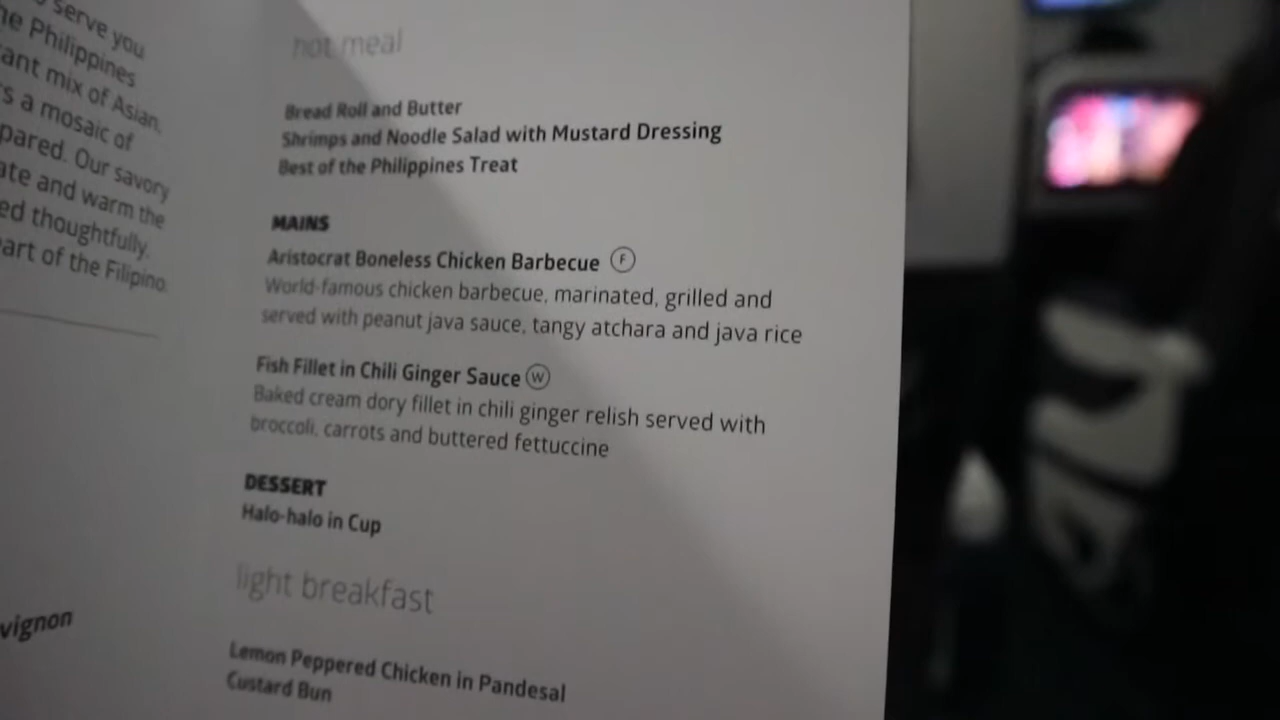 serve you
he Philippines
ant mix of Asian,
s a mosaic of
pared. Our savory
ate and warm the
ed thoughtfully.
art of the Filipino
vignon
hot meal
Bread Roll and Butter
Shrimps and Noodle Salad with Mustard Dressing
Best of the Philippines Treat
MAINS
Aristocrat Boneless Chicken Barbecue F
World-famous chicken barbecue, marinated, grilled and
served with peanut java sauce, tangy atchara and java rice
Fish Fillet in Chili Ginger Sauce W
Baked cream dory fillet in chili ginger relish served with
broccoli, carrots and buttered fettuccine
DESSERT
Halo-halo in Cup
light breakfast
Lemon Peppered Chicken in Pandesal
Custard Bun